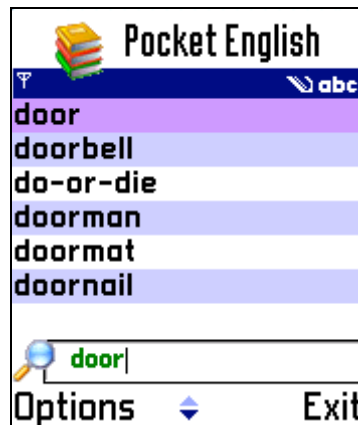 Pocket English
abc
door
doorbell
do-or-die
doorman
doormat
doornail
door
Options Exit